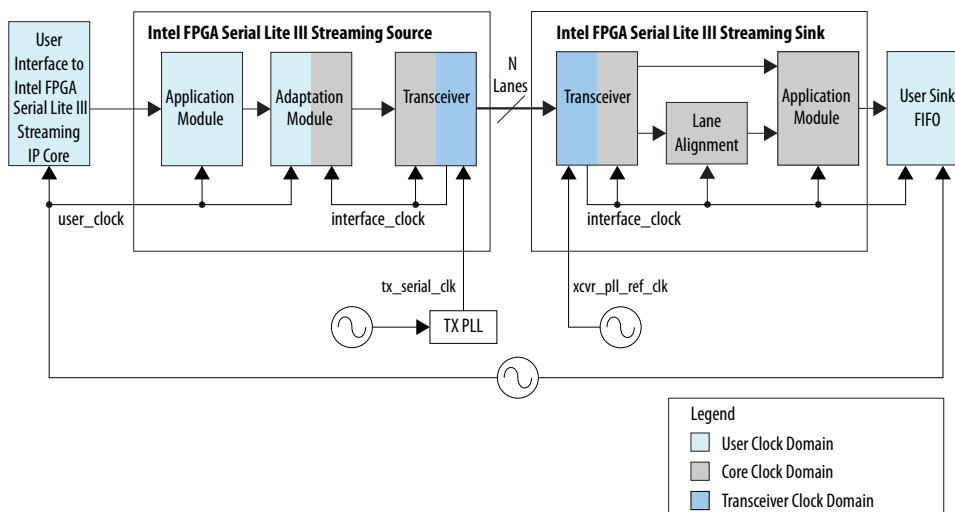 Intel FPGA Serial Lite III Streaming Source
Intel FPGA Serial Lite III Streaming Sink
User
Interface to
Intel FPGA
Serial Lite III
Streaming
IP Core
Application
Module
Adaptation
Module
Transceiver
N
Lanes
Transceiver
Lane
Alignment
Application
Module
User Sink
FIFO
user_clock
interface_clock
interface_clock
tx_serial_clk
xcvr_pll_ref_clk
TX PLL
Legend
User Clock Domain
Core Clock Domain
Transceiver Clock Domain